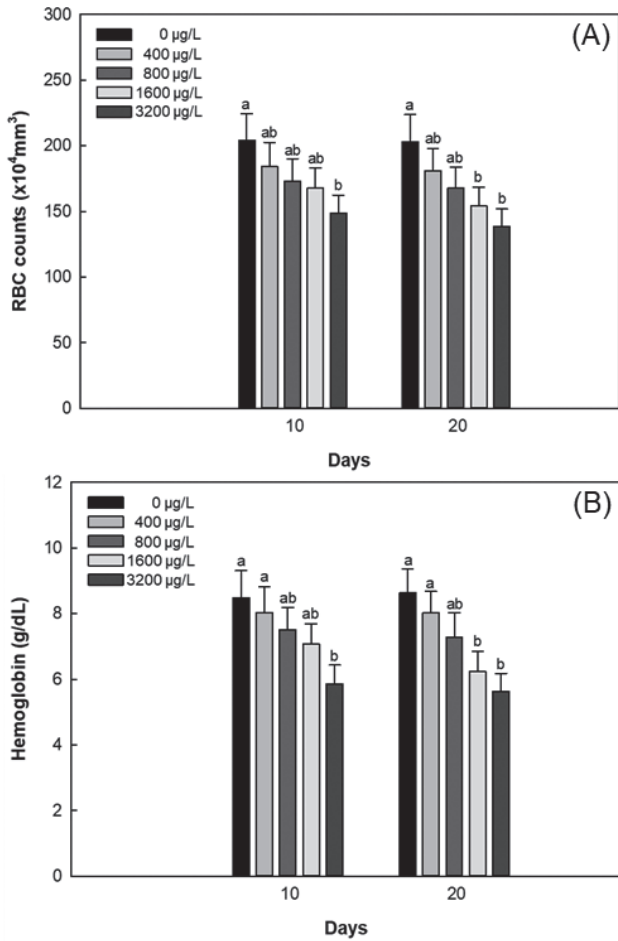 (A)
300
250
200
150
100
50
0
RBC counts (x10⁴mm³)
0 µg/L
400 µg/L
800 µg/L
1600 µg/L
3200 µg/L
a ab ab ab b
a ab ab b b
10 20
Days
(B)
12
10
8
6
4
2
0
Hemoglobin (g/dL)
0 µg/L
400 µg/L
800 µg/L
1600 µg/L
3200 µg/L
a a ab ab b
a a ab b b
10 20
Days